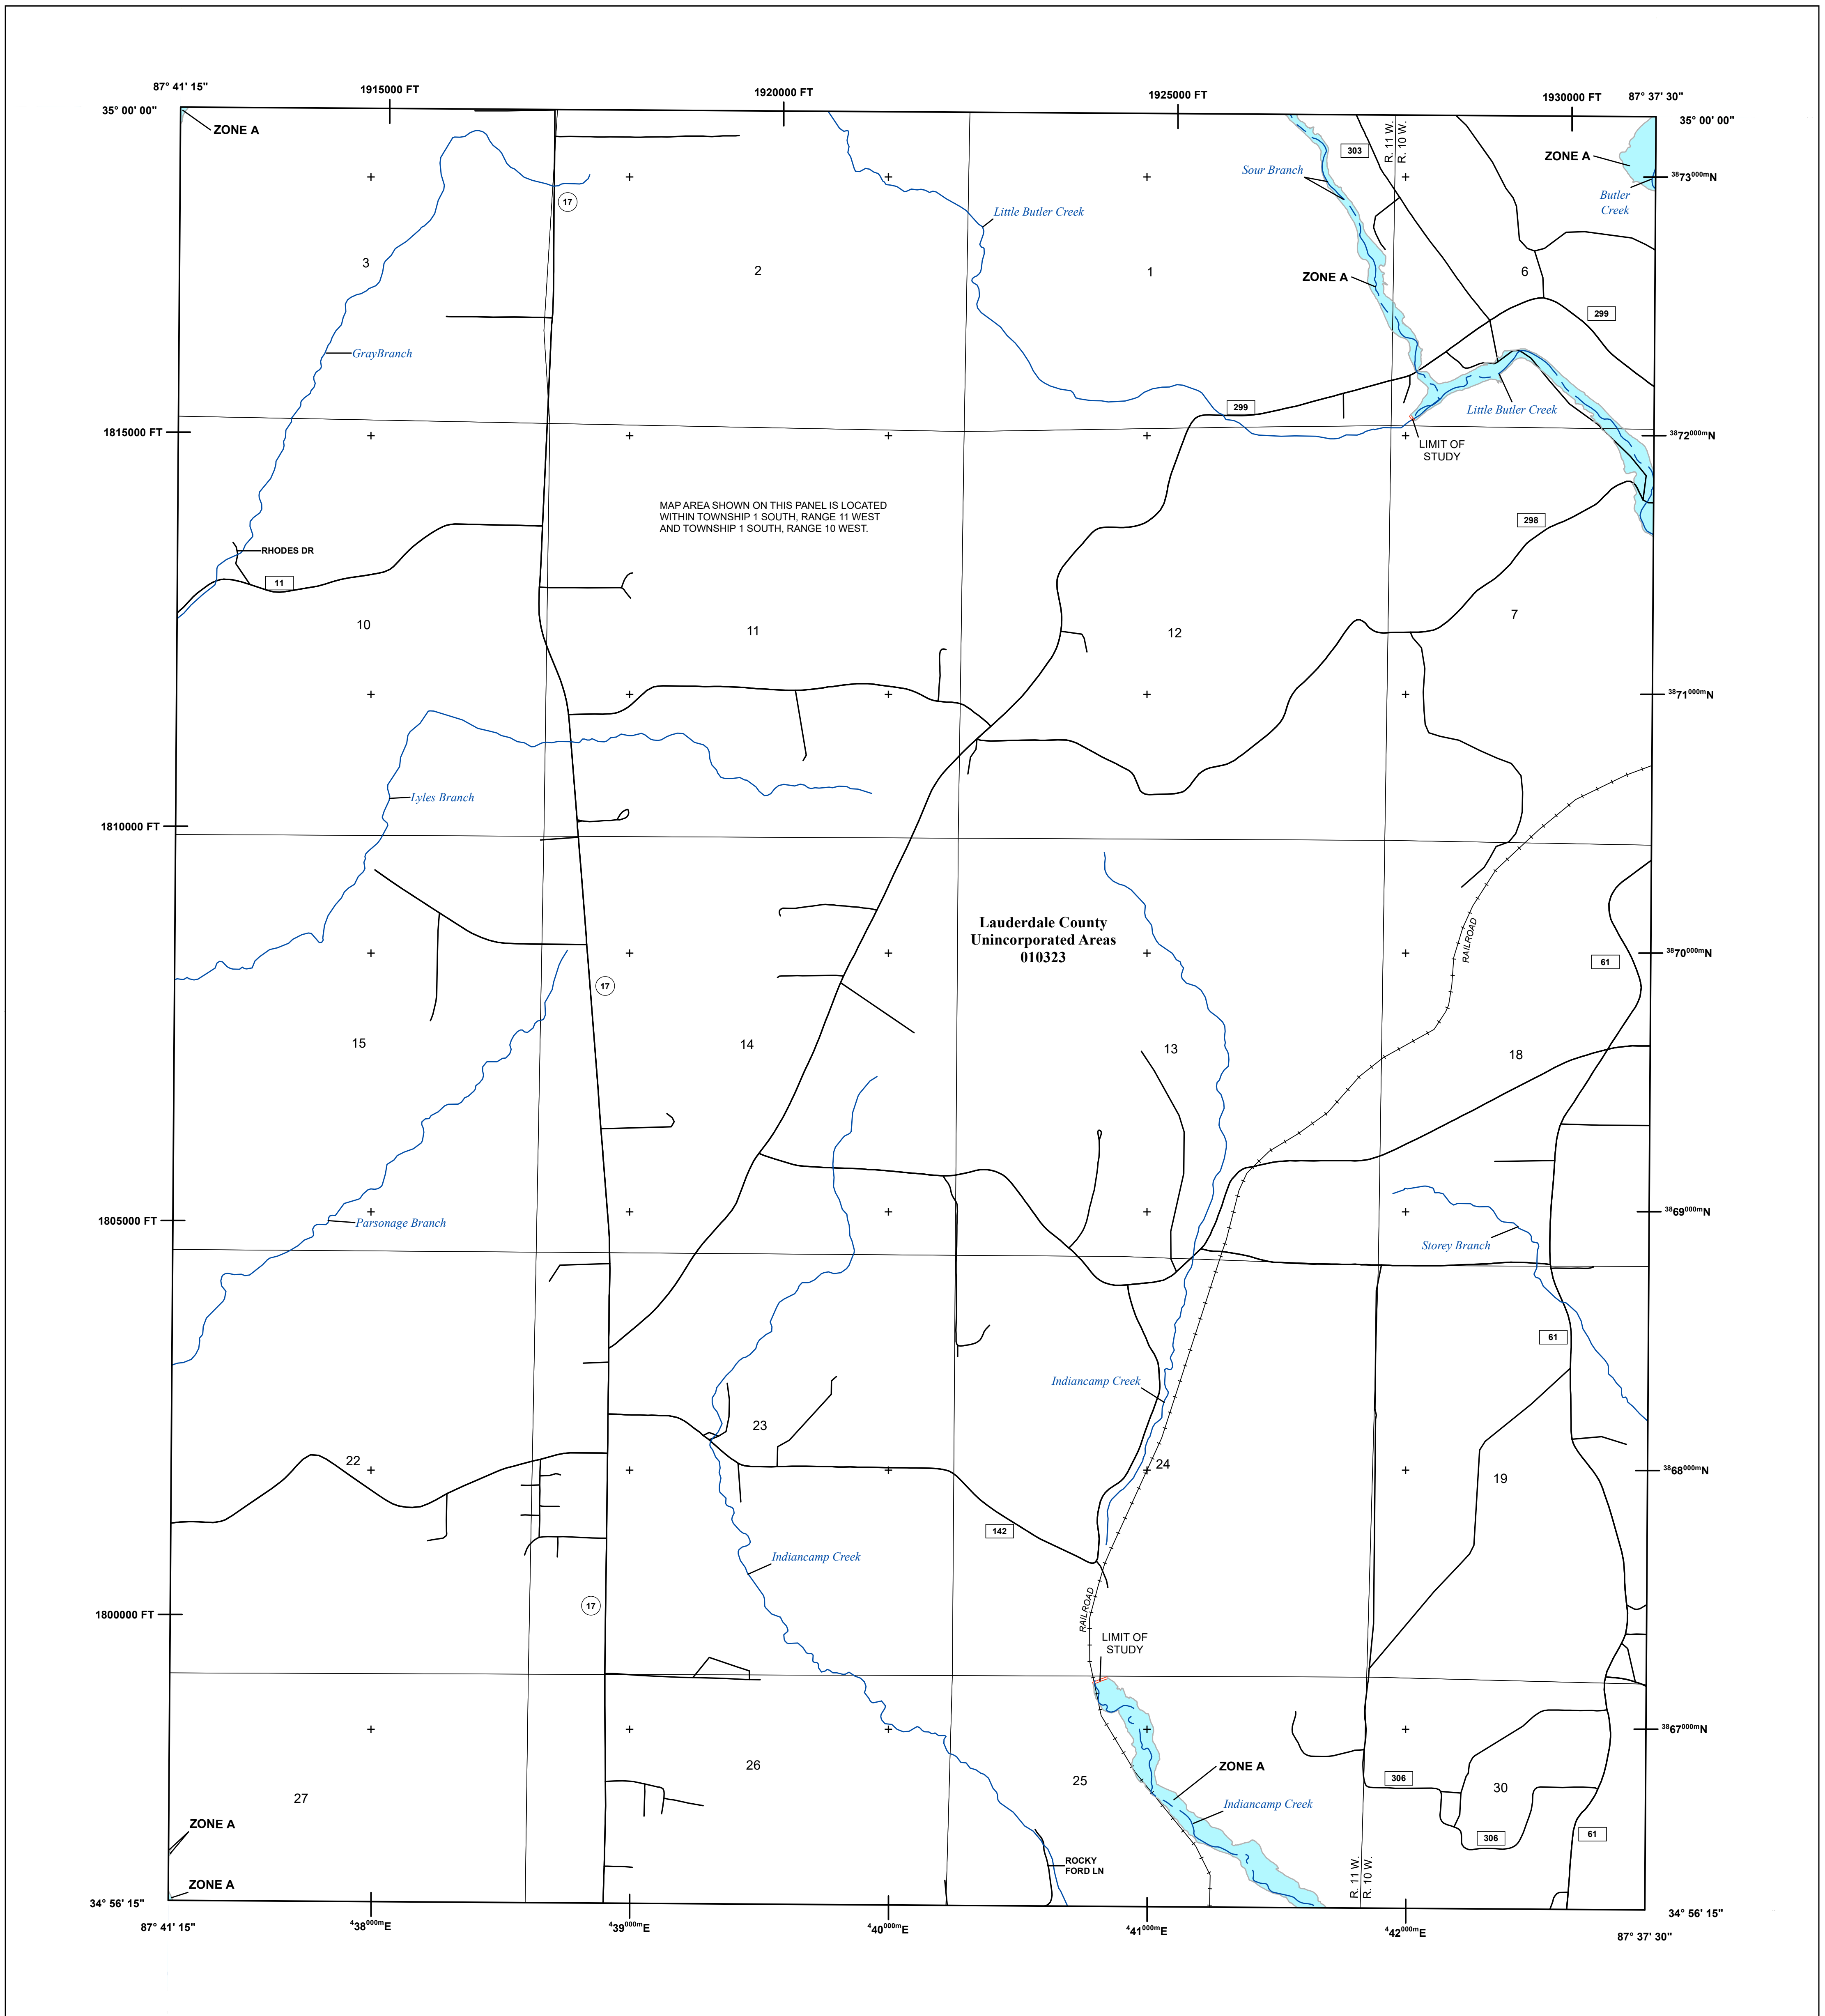 87° 41' 15"
1915000 FT
1920000 FT
1925000 FT
1930000 FT
87° 37' 30"
35° 00' 00"
35° 00' 00"
ZONE A
303
R. 11 W.
R. 10 W.
ZONE A
Sour Branch
3873000mN
17
Butler
Creek
Little Butler Creek
3
2
1
ZONE A
6
299
GrayBranch
299
Little Butler Creek
1815000 FT
3872000mN
LIMIT OF
STUDY
MAP AREA SHOWN ON THIS PANEL IS LOCATED
WITHIN TOWNSHIP 1 SOUTH, RANGE 11 WEST
AND TOWNSHIP 1 SOUTH, RANGE 10 WEST.
298
RHODES DR
11
10
11
12
7
3871000mN
Lyles Branch
1810000 FT
Lauderdale County
Unincorporated Areas
010323
RAILROAD
3870000mN
61
17
15
14
13
18
1805000 FT
Parsonage Branch
3869000mN
Storey Branch
61
Indiancamp Creek
23
22
24
3868000mN
19
142
Indiancamp Creek
17
1800000 FT
RAILROAD
LIMIT OF
STUDY
3867000mN
26
25
ZONE A
306
30
27
Indiancamp Creek
ZONE A
306
61
ROCKY
FORD LN
R. 11 W.
R. 10 W.
ZONE A
34° 56' 15"
34° 56' 15"
87° 41' 15"
438000mE
439000mE
440000mE
441000mE
442000mE
87° 37' 30"